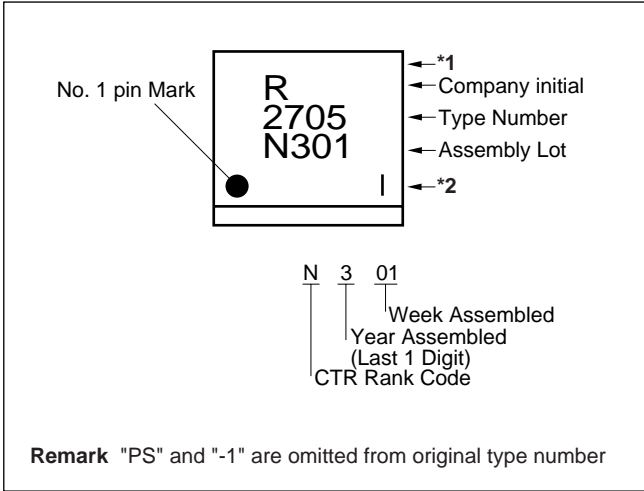 *1
No. 1 pin Mark
R
Company initial
2705
Type Number
N301
Assembly Lot
*2
N 3 01
Week Assembled
Year Assembled
(Last 1 Digit)
CTR Rank Code
Remark "PS" and "-1" are omitted from original type number